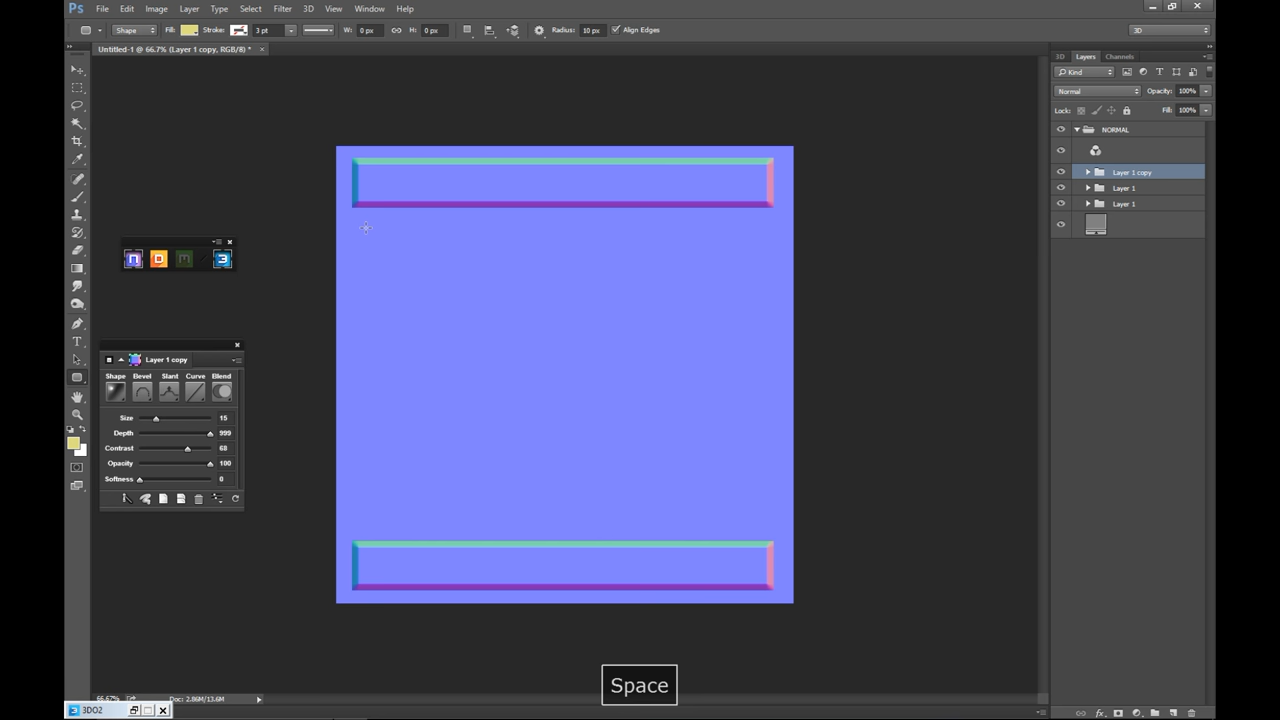 Ps File Edit Image Layer Type Select Filter 3D View Window Help
Shape Fill: Stroke: 3 pt W: 0 px H: 0 px Radius: 10 px Align Edges 3D
Untitled-1 @ 66.7% (Layer 1 copy, RGB/8) *
3D Layers Channels
Kind
Normal Opacity: 100%
Lock: Fill: 100%
NORMAL
Layer 1 copy
Layer 1
Layer 1
Layer 1 copy
Shape Bevel Slant Curve Blend
Size 15
Depth 999
Contrast 68
Opacity 100
Softness 0
T
Space
66.67% Doc: 2.86M/13.6M
3DO2